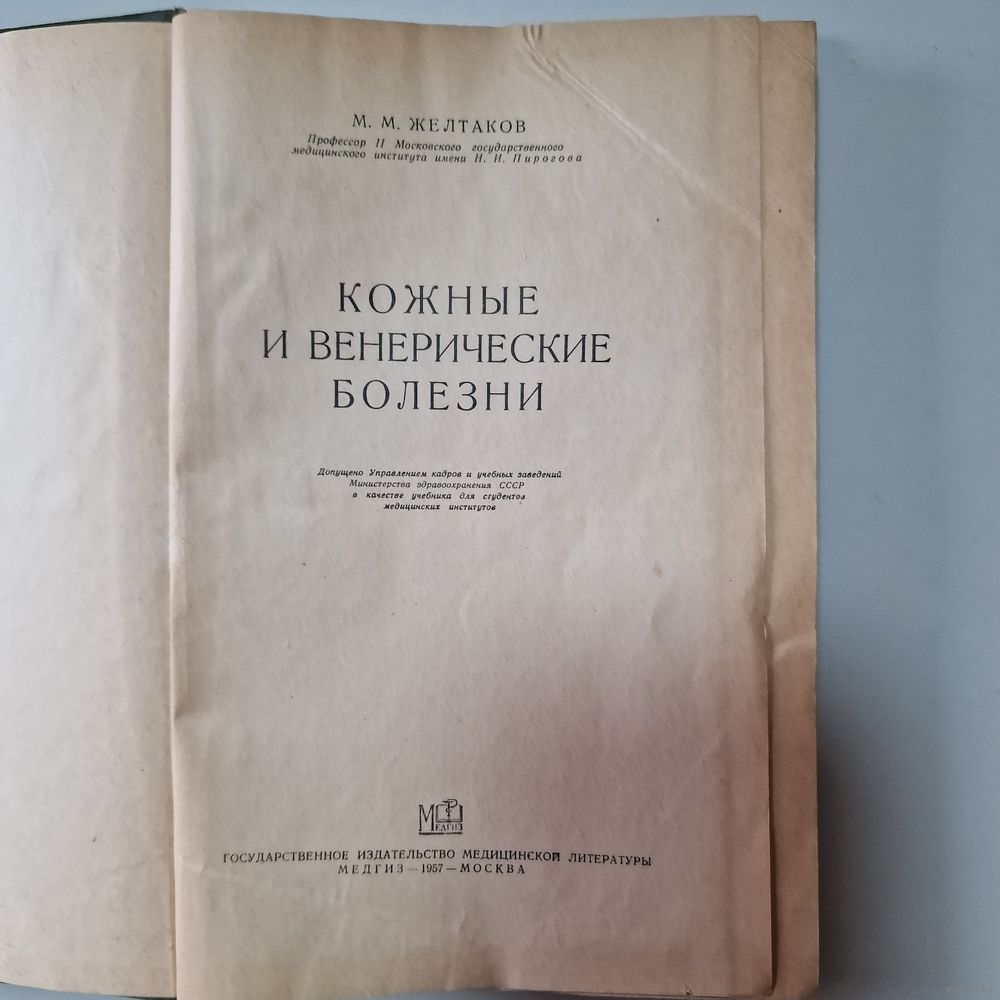 М. М. ЖЕЛТАКОВ
Профессор II Московского государственного
медицинского института имени Н. И. Пирогова
КОЖНЫЕ
И ВЕНЕРИЧЕСКИЕ
БОЛЕЗНИ
Допущено Управлением кадров и учебных заведений
Министерства здравоохранения СССР
в качестве учебника для студентов
медицинских институтов
МЕДГИЗ
ГОСУДАРСТВЕННОЕ ИЗДАТЕЛЬСТВО МЕДИЦИНСКОЙ ЛИТЕРАТУРЫ
МЕДГИЗ — 1957 — МОСКВА